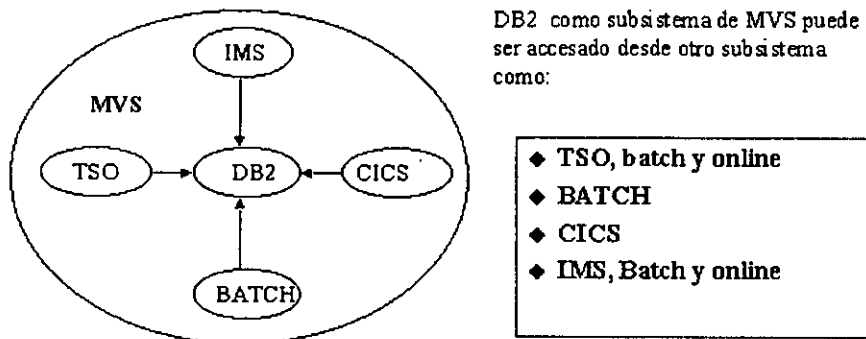 IMS
MVS
TSO
DB2
CICS
BATCH
DB2 como subsistema de MVS puede
ser accesado desde otro subsistema
como:
◆ TSO, batch y online
◆ BATCH
◆ CICS
◆ IMS, Batch y online